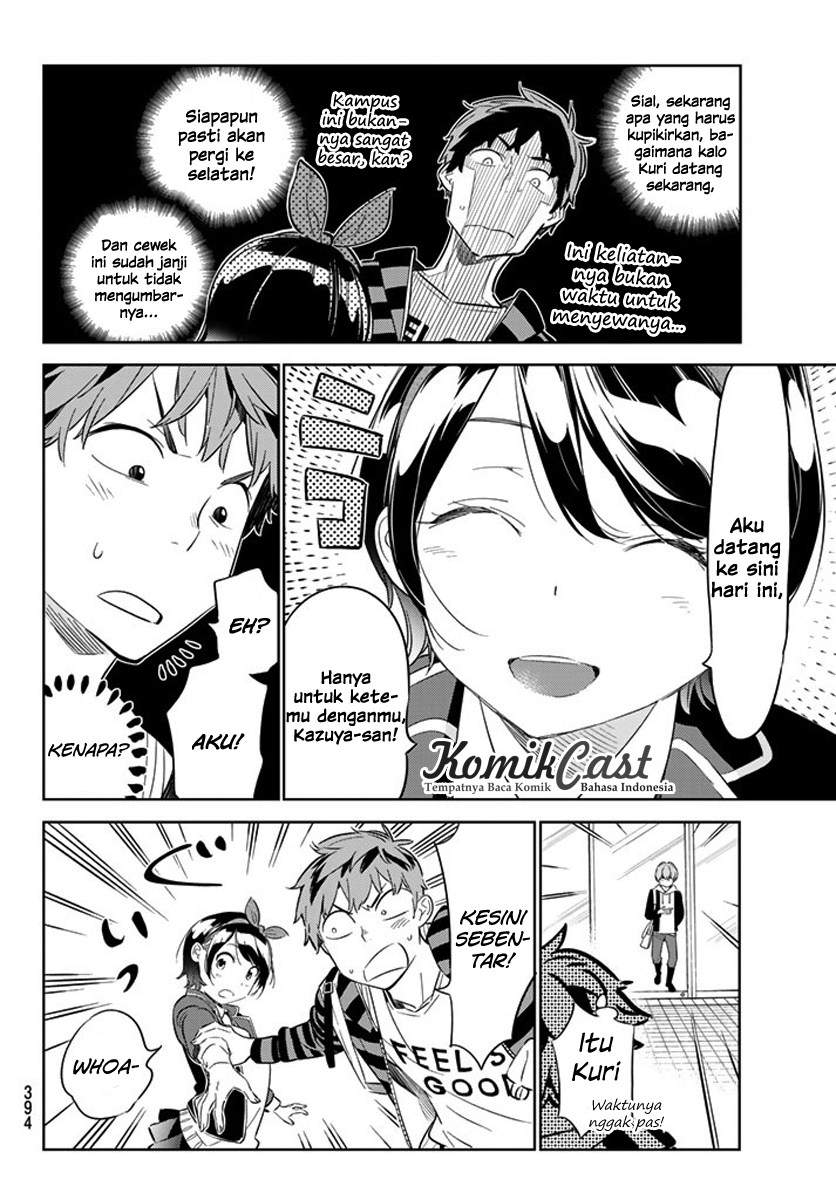 Sial, sekarang
apa yang harus
kupikirkan, ba-
gaimana kalo
Kuri datang
sekarang,
Ini keliatan-
nya bukan
waktu untuk
menyewanya...
Kampus
ini bukan-
nya sangat
besar, kan?
Siapapun
pasti akan
pergi ke
selatan!
Dan cewek
ini sudah janji
untuk tidak
mengumbar-
nya...
ニコ
Aku
datang
ke sini
hari ini,
Hanya
untuk kete-
mu denganmu,
Kazuya-san!
KomikCast
Tempatnya Baca Komik Bahasa Indonesia
EH?
AKU!
KENAPA?
Itu
Kuri
Waktunya
nggak pas!
KESINI
SEBEN-
TAR!
FEELS
GOOD
WHOA-
394